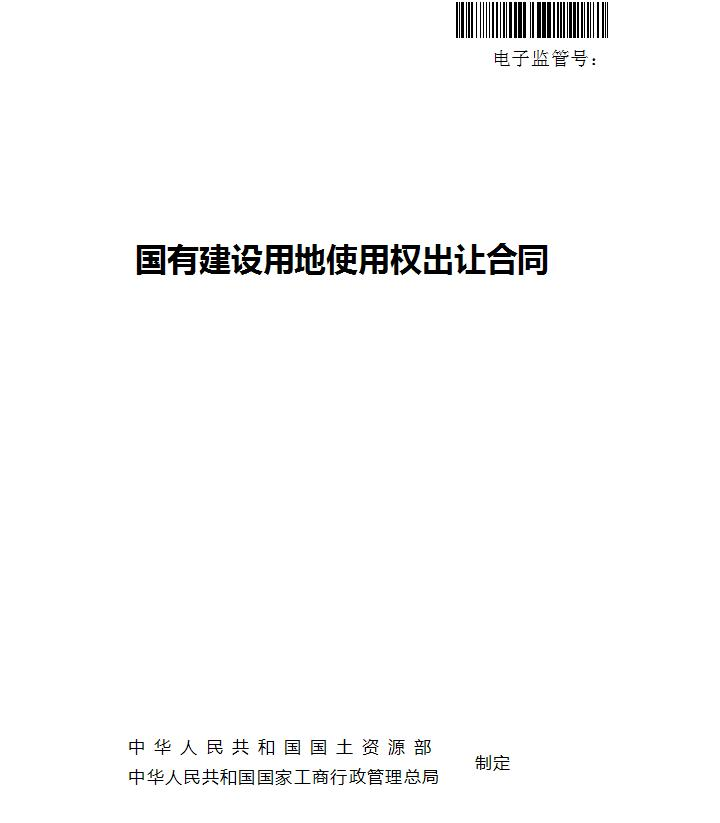 电子监管号：
国有建设用地使用权出让合同
中华人民共和国国土资源部
中华人民共和国国家工商行政管理总局
制定